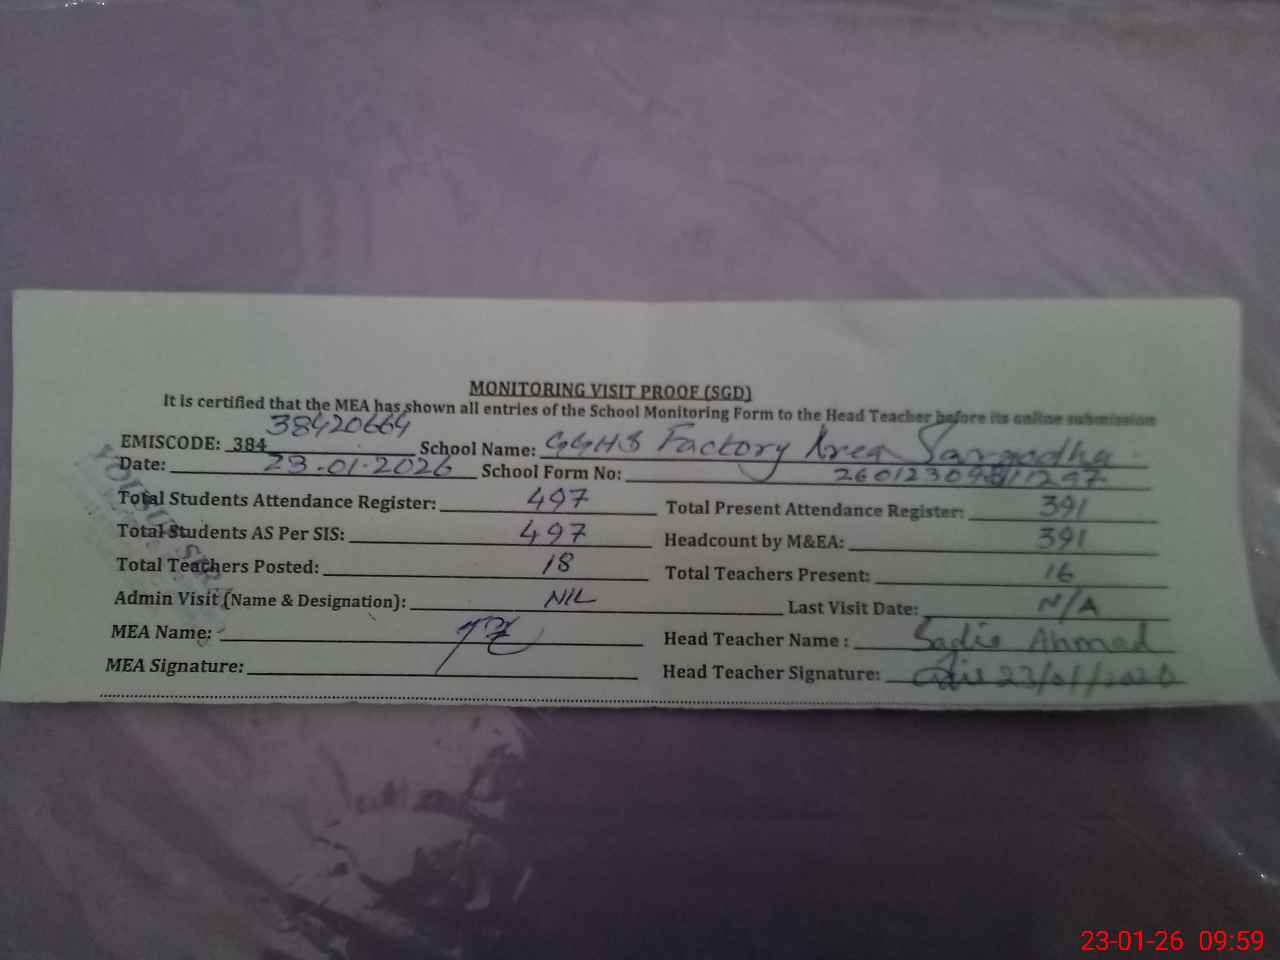 MONITORING VISIT PROOF (SGD)
It is certified that the MEA has shown all entries of the School Monitoring Form to the Head Teacher before its online submission
EMISCODE: 384 38420664 School Name: GGHS Factory Area Sargodha.
Date: 23.01.2026 School Form No:
Total Students Attendance Register: 497 Total Present Attendance Register: 391
Total Students AS Per SIS: 497 Headcount by M&EA: 391
Total Teachers Posted: 18 Total Teachers Present: 16
Admin Visit (Name & Designation): NIL Last Visit Date: N/A
MEA Name: Head Teacher Name : Sadia Ahmad
MEA Signature: Head Teacher Signature: 23/01/2026
23-01-26 09:59